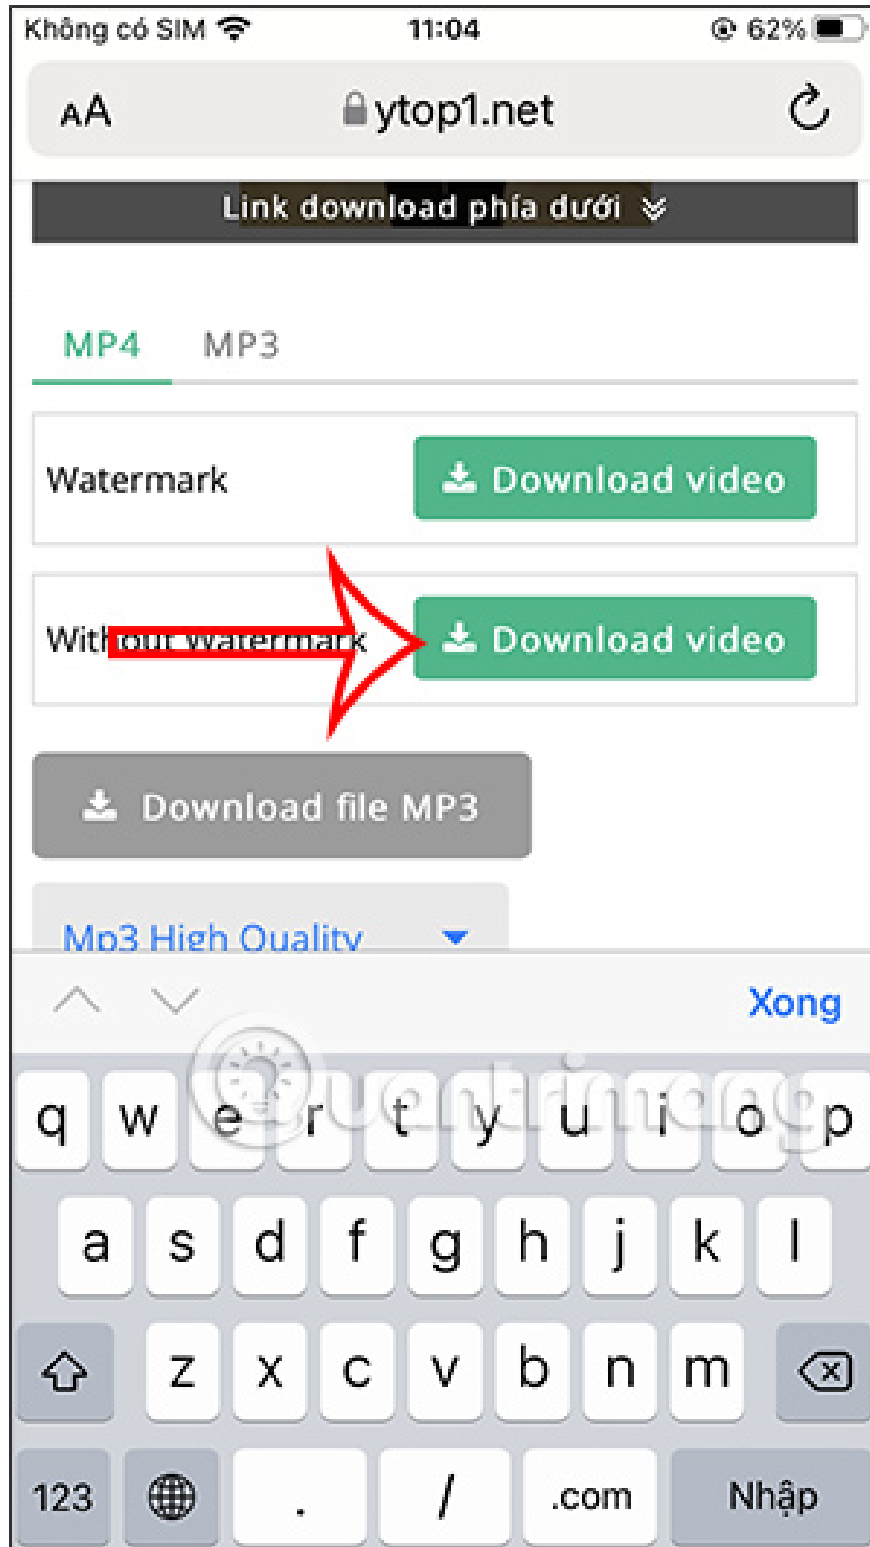 Không có SIM 11:04 62%
AA ytop1.net
Link download phía dưới
MP4 MP3
Watermark Download video
Without Watermark Download video
Download file MP3
Mp3 High Quality
Xong
Quantrimang
q w e r t y u i o p
a s d f g h j k l
z x c v b n m
123 . / .com Nhập